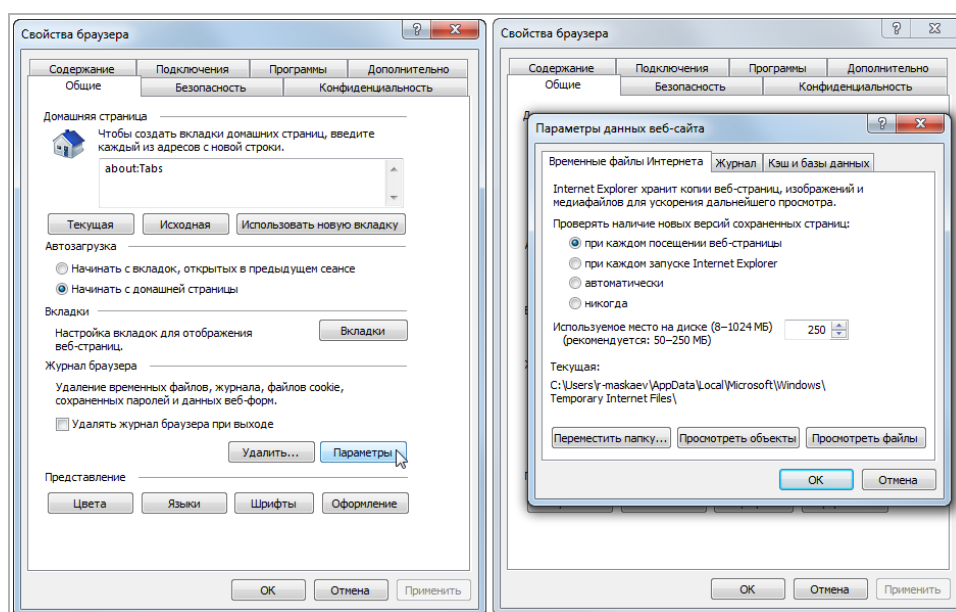 Свойства браузера
Содержание Подключения Программы Дополнительно
Общие Безопасность Конфиденциальность
Домашняя страница
Чтобы создать вкладки домашних страниц, введите
каждый из адресов с новой строки.
about:Tabs
Текущая Исходная Использовать новую вкладку
Автозагрузка
Начинать с вкладок, открытых в предыдущем сеансе
Начинать с домашней страницы
Вкладки
Настройка вкладок для отображения
веб-страниц.
Вкладки
Журнал браузера
Удаление временных файлов, журнала, файлов cookie,
сохраненных паролей и данных веб-форм.
Удалять журнал браузера при выходе
Удалить... Параметры
Представление
Цвета Языки Шрифты Оформление
OK Отмена Применить
Свойства браузера
Содержание Подключения Программы Дополнительно
Общие Безопасность Конфиденциальность
Параметры данных веб-сайта
Временные файлы Интернета Журнал Кэш и базы данных
Internet Explorer хранит копии веб-страниц, изображений и
медиафайлов для ускорения дальнейшего просмотра.
Проверять наличие новых версий сохраненных страниц:
при каждом посещении веб-страницы
при каждом запуске Internet Explorer
автоматически
никогда
Используемое место на диске (8–1024 МБ)
(рекомендуется: 50–250 МБ)
250
Текущая:
C:\Users\r-maskaev\AppData\Local\Microsoft\Windows\
Temporary Internet Files\
Переместить папку... Просмотреть объекты Просмотреть файлы
OK Отмена
OK Отмена Применить